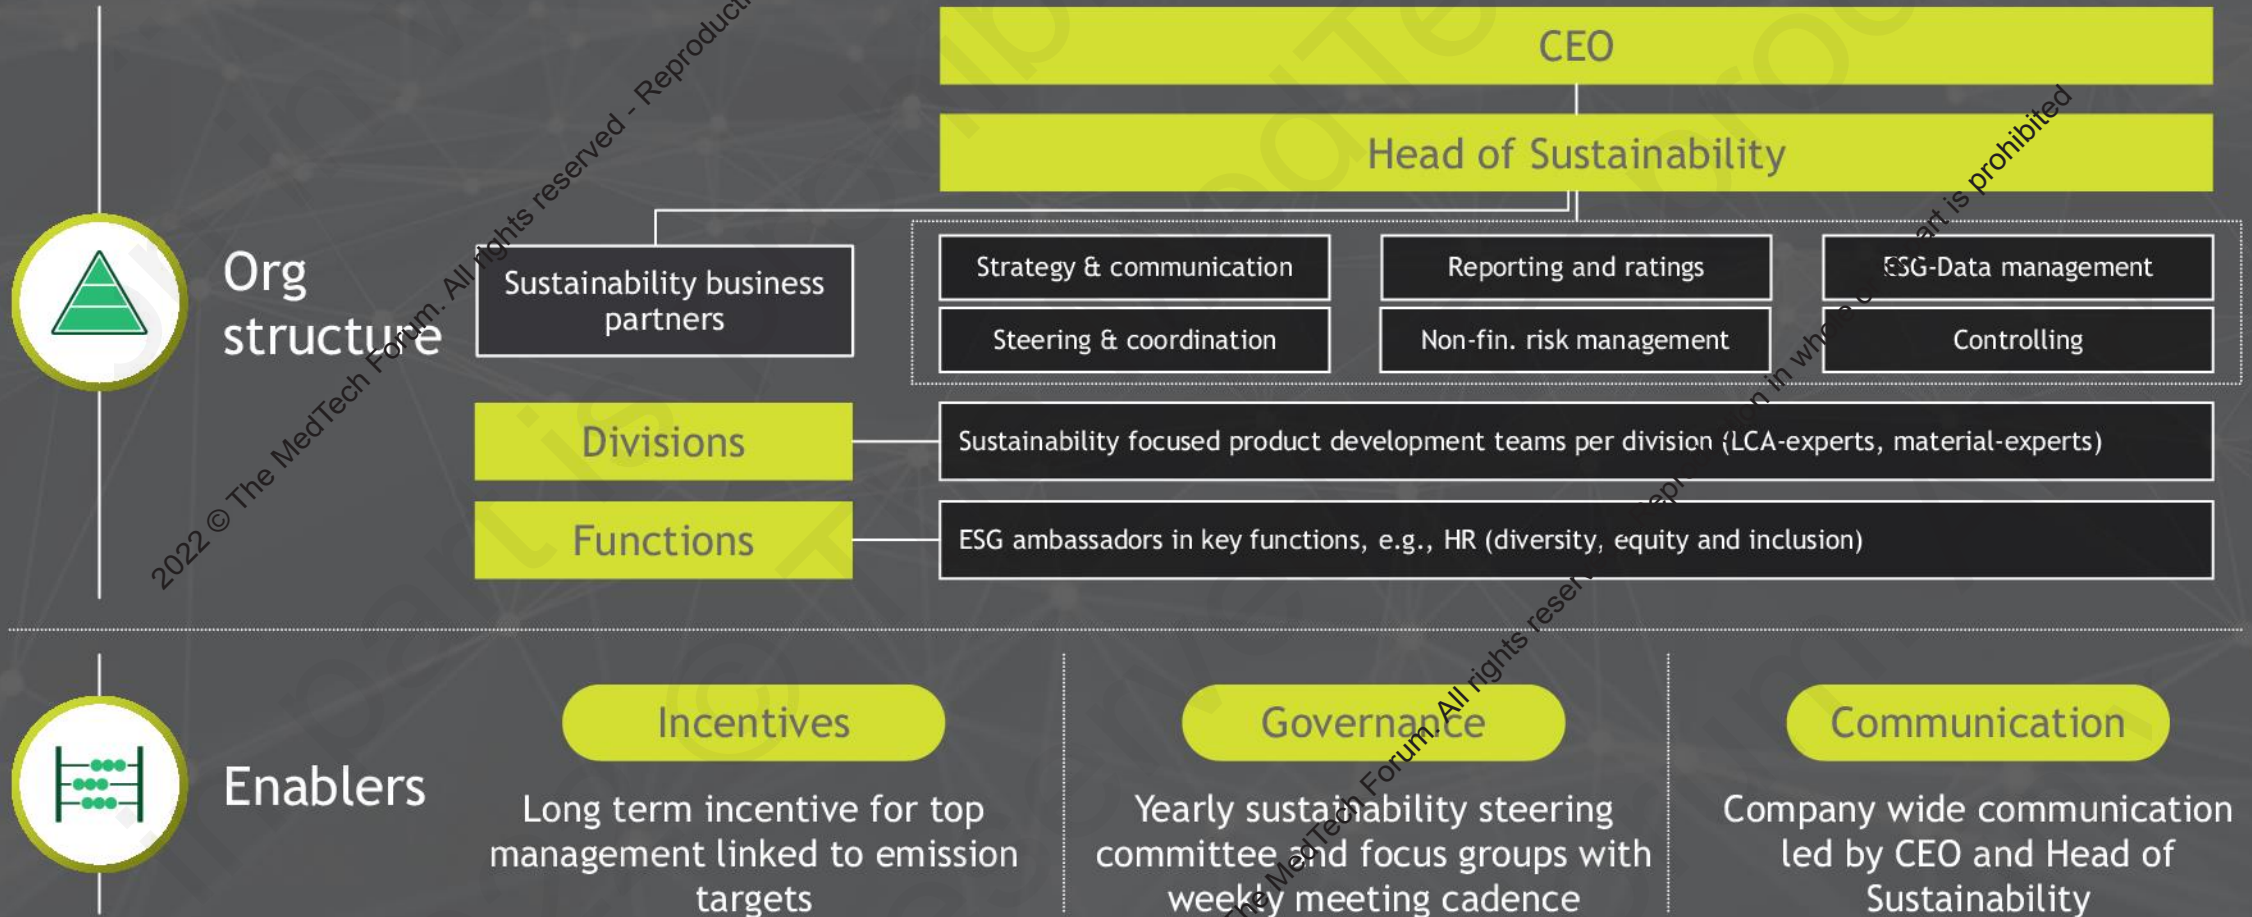 CEO
Head of Sustainability
Org
structure
Sustainability business
partners
Strategy & communication
Reporting and ratings
ESG-Data management
Steering & coordination
Non-fin. risk management
Controlling
Divisions
Sustainability focused product development teams per division (LCA-experts, material-experts)
Functions
ESG ambassadors in key functions, e.g., HR (diversity, equity and inclusion)
Enablers
Incentives
Long term incentive for top
management linked to emission
targets
Governance
Yearly sustainability steering
committee and focus groups with
weekly meeting cadence
Communication
Company wide communication
led by CEO and Head of
Sustainability
2022 © The MedTech Forum. All rights reserved - Reproducti
The MedTech Forum. All rights reser
is prohibited